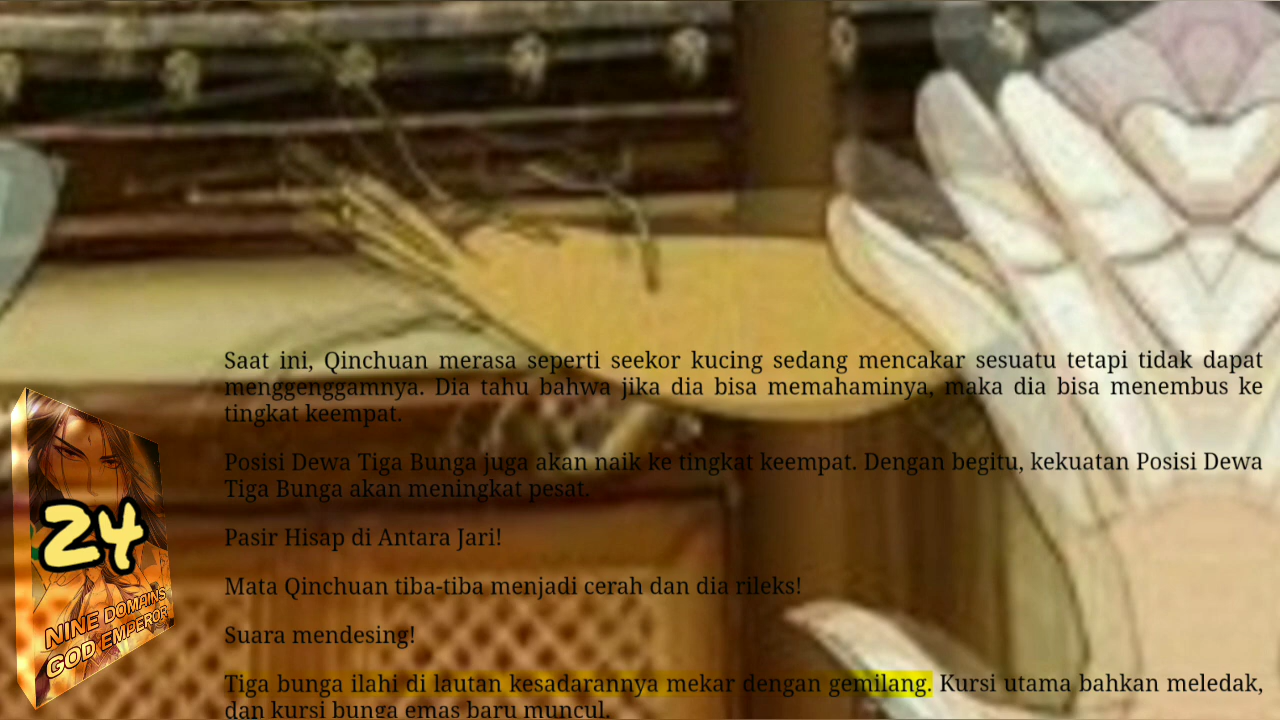 Saat ini, Qinchuan merasa seperti seekor kucing sedang mencakar sesuatu tetapi tidak dapat
menggenggamnya. Dia tahu bahwa jika dia bisa memahaminya, maka dia bisa menembus ke
tingkat keempat.
Posisi Dewa Tiga Bunga juga akan naik ke tingkat keempat. Dengan begitu, kekuatan Posisi Dewa
Tiga Bunga akan meningkat pesat.
Pasir Hisap di Antara Jari!
Mata Qinchuan tiba-tiba menjadi cerah dan dia rileks!
Suara mendesing!
Tiga bunga ilahi di lautan kesadarannya mekar dengan gemilang. Kursi utama bahkan meledak,
dan kursi bunga emas baru muncul.
24
NINE DOMAINS
GOD EMPEROR